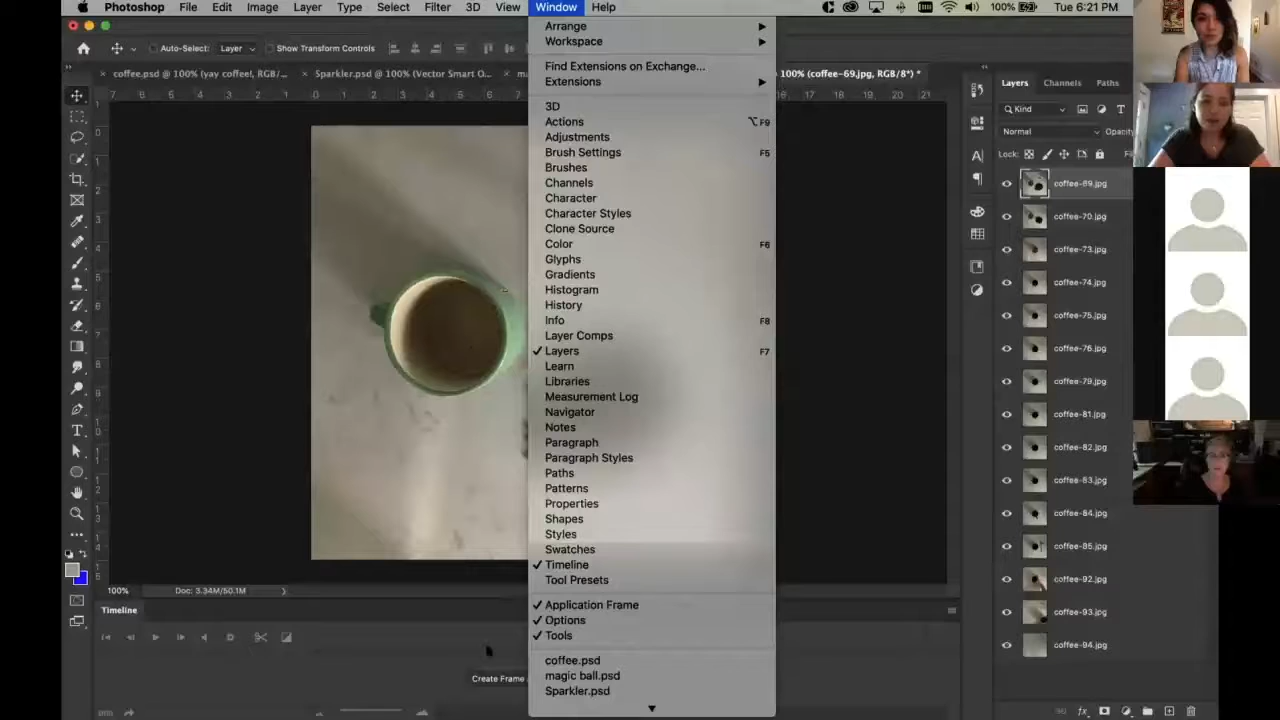 Photoshop File Edit Image Layer Type Select Filter 3D View Window Help 100% Tue 6:21 PM
Auto-Select: Layer Show Transform Controls
coffee.psd @ 100% (yay coffee!, RGB/... Sparkler.psd @ 100% (Vector Smart O... 100% (coffee-69.jpg, RGB/8*) *
Arrange
Workspace
Find Extensions on Exchange...
Extensions
3D
Actions ⌥F9
Adjustments
Brush Settings F5
Brushes
Channels
Character
Character Styles
Clone Source
Color F6
Glyphs
Gradients
Histogram
History
Info F8
Layer Comps
✓ Layers F7
Learn
Libraries
Measurement Log
Navigator
Notes
Paragraph
Paragraph Styles
Paths
Patterns
Properties
Shapes
Styles
Swatches
✓ Timeline
Tool Presets
✓ Application Frame
✓ Options
✓ Tools
coffee.psd
magic ball.psd
Sparkler.psd
Layers Channels Paths
Kind
Normal Opacity
Lock:
coffee-69.jpg
coffee-70.jpg
coffee-73.jpg
coffee-74.jpg
coffee-75.jpg
coffee-76.jpg
coffee-79.jpg
coffee-81.jpg
coffee-82.jpg
coffee-83.jpg
coffee-84.jpg
coffee-85.jpg
coffee-92.jpg
coffee-93.jpg
coffee-94.jpg
100% Doc: 3.34M/50.1M
Timeline
Create Frame